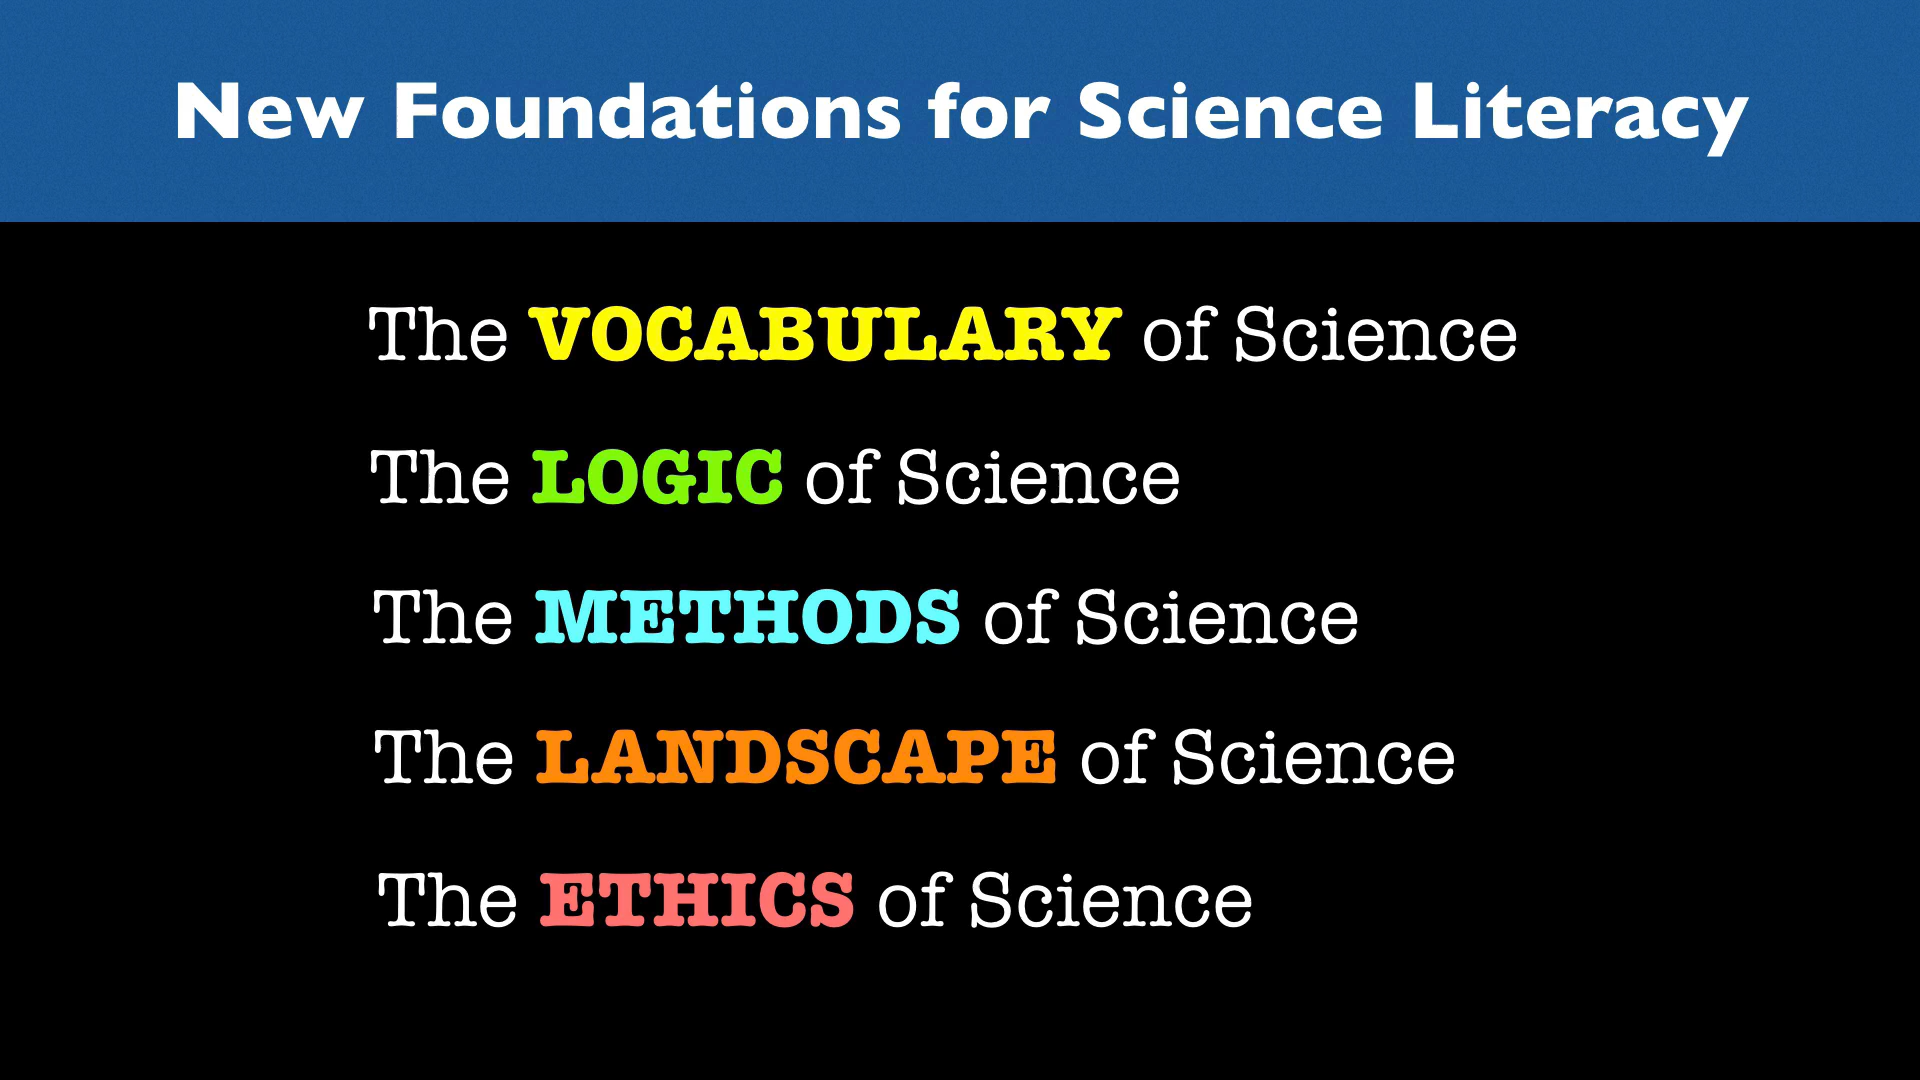 New Foundations for Science Literacy
The VOCABULARY of Science
The LOGIC of Science
The METHODS of Science
The LANDSCAPE of Science
The ETHICS of Science